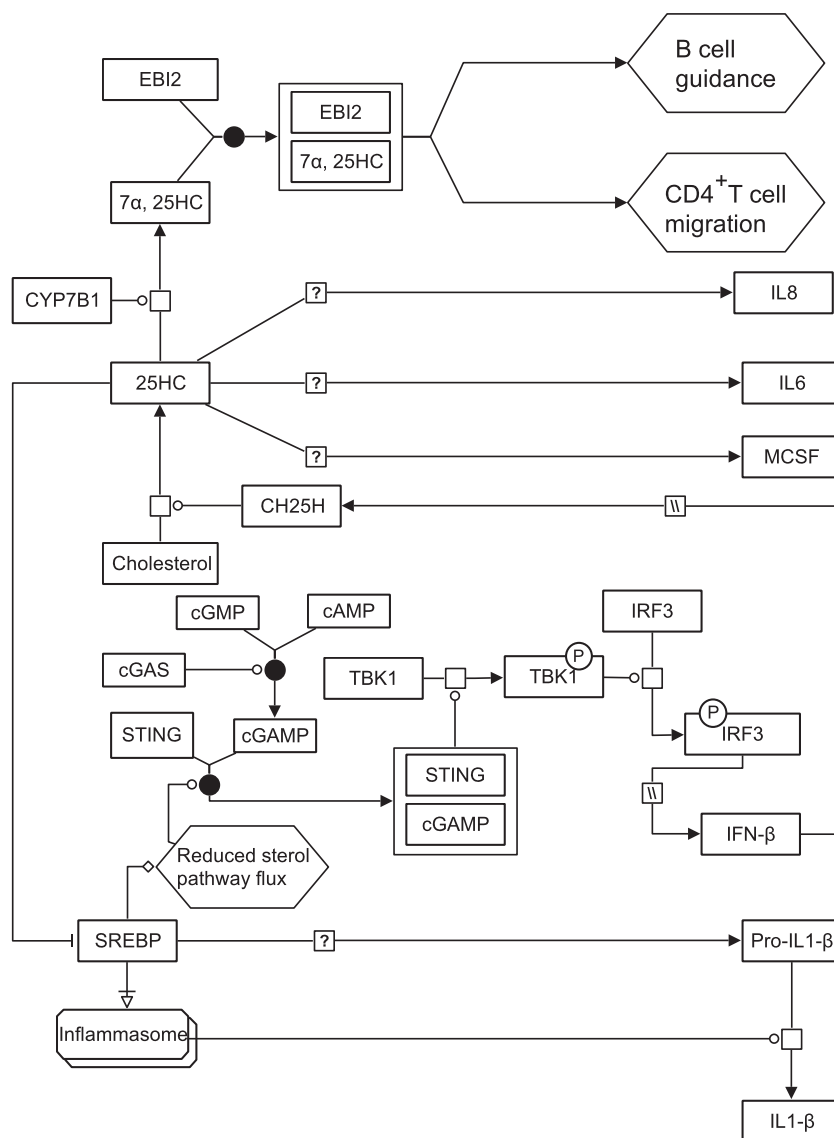 B cell
guidance
EBI2
EBI2
7α, 25HC
7α, 25HC
CD4+T cell
migration
CYP7B1
?
IL8
25HC
?
IL6
?
MCSF
CH25H
\\
Cholesterol
cGMP
cAMP
IRF3
cGAS
TBK1
P
TBK1
P
IRF3
STING
cGAMP
STING
cGAMP
\\
IFN-β
Reduced sterol
pathway flux
SREBP
?
Pro-IL1-β
Inflammasome
IL1-β